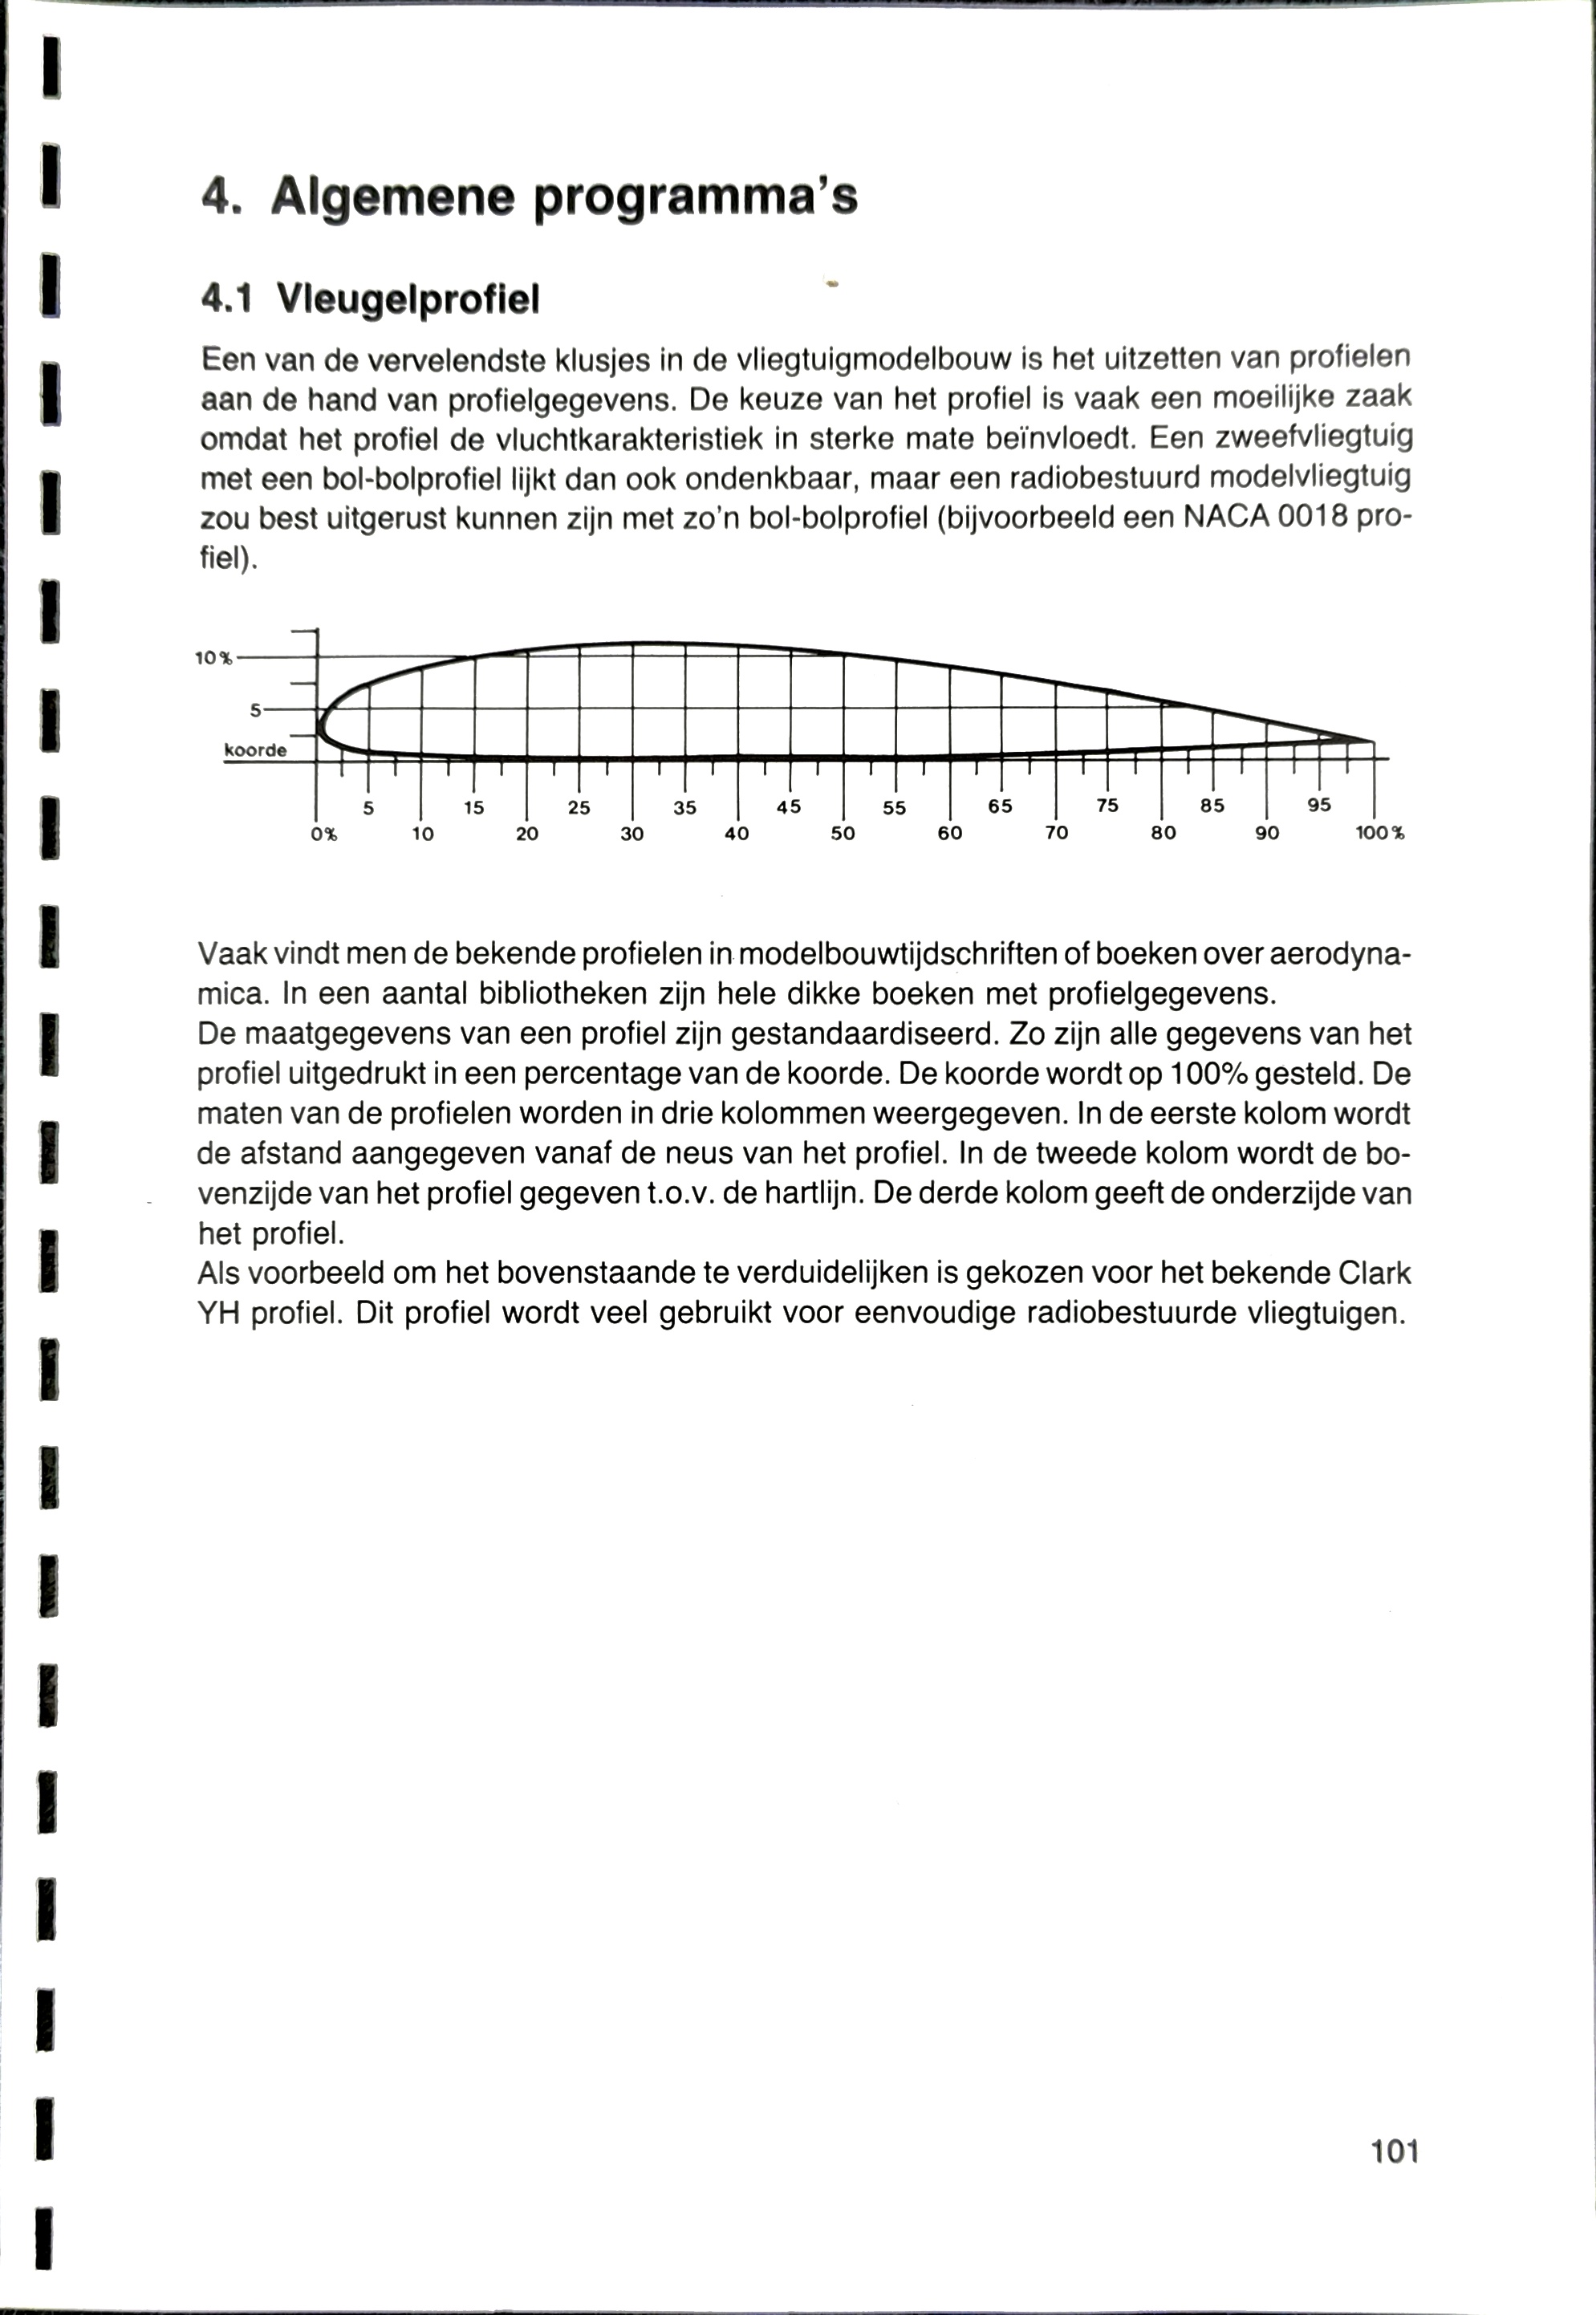 4. Algemene programma's
4.1 Vleugelprofiel
Een van de vervelendste klusjes in de vliegtuigmodelbouw is het uitzetten van profielen
aan de hand van profielgegevens. De keuze van het profiel is vaak een moeilijke zaak
omdat het profiel de vluchtkarakteristiek in sterke mate beïnvloedt. Een zweefvliegtuig
met een bol-bolprofiel lijkt dan ook ondenkbaar, maar een radiobestuurd modelvliegtuig
zou best uitgerust kunnen zijn met zo'n bol-bolprofiel (bijvoorbeeld een NACA 0018 pro-
fiel).
10%
5
koorde
5 15 25 35 45 55 65 75 85 95
0% 10 20 30 40 50 60 70 80 90 100%
Vaak vindt men de bekende profielen in modelbouwtijdschriften of boeken over aerodyna-
mica. In een aantal bibliotheken zijn hele dikke boeken met profielgegevens.
De maatgegevens van een profiel zijn gestandaardiseerd. Zo zijn alle gegevens van het
profiel uitgedrukt in een percentage van de koorde. De koorde wordt op 100% gesteld. De
maten van de profielen worden in drie kolommen weergegeven. In de eerste kolom wordt
de afstand aangegeven vanaf de neus van het profiel. In de tweede kolom wordt de bo-
venzijde van het profiel gegeven t.o.v. de hartlijn. De derde kolom geeft de onderzijde van
het profiel.
Als voorbeeld om het bovenstaande te verduidelijken is gekozen voor het bekende Clark
YH profiel. Dit profiel wordt veel gebruikt voor eenvoudige radiobestuurde vliegtuigen.
101